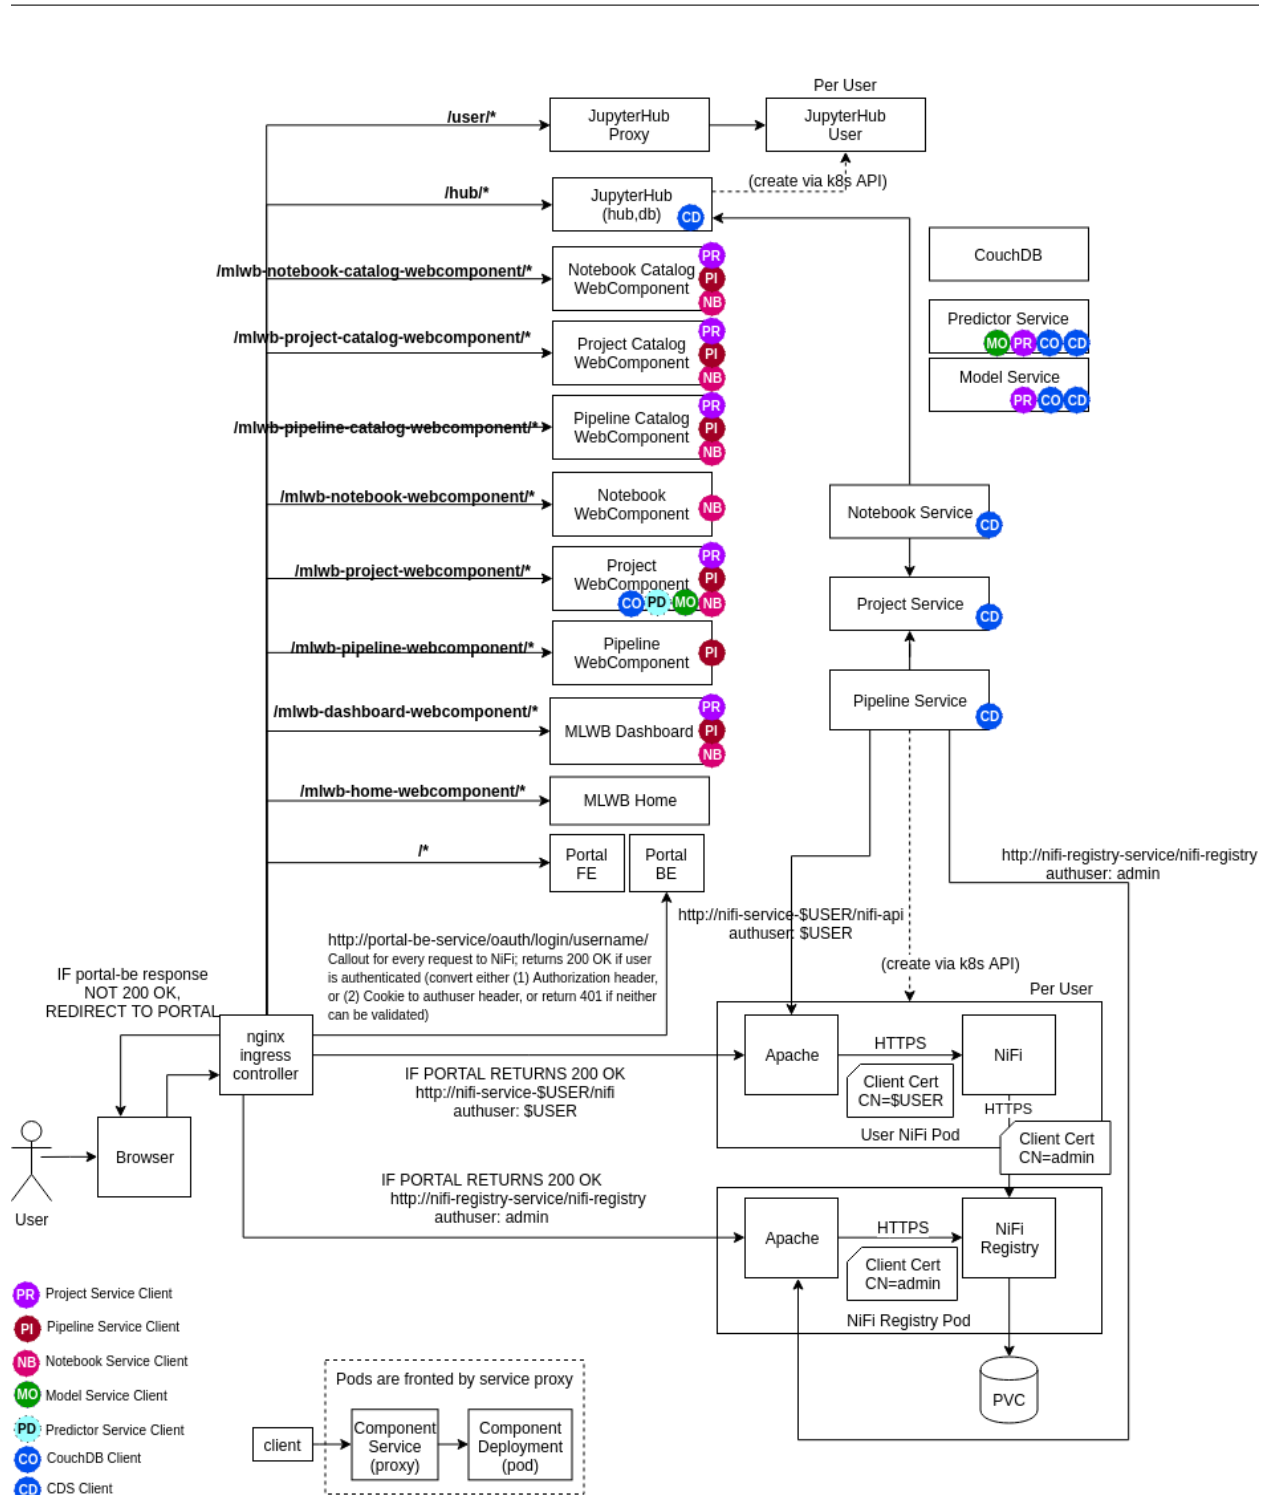 Per User
/user/*
JupyterHub
Proxy
JupyterHub
User
(create via k8s API)
/hub/*
JupyterHub
(hub,db)
CD
CouchDB
/mlwb-notebook-catalog-webcomponent/*
Notebook Catalog
WebComponent
PR
PI
NB
Predictor Service
MO PR CO CD
/mlwb-project-catalog-webcomponent/*
Project Catalog
WebComponent
PR
PI
NB
Model Service
PR CO CD
/mlwb-pipeline-catalog-webcomponent/*
Pipeline Catalog
WebComponent
PR
PI
NB
/mlwb-notebook-webcomponent/*
Notebook
WebComponent
NB
Notebook Service
CD
/mlwb-project-webcomponent/*
Project
WebComponent
PR
PI
CO PD MO NB
Project Service
CD
/mlwb-pipeline-webcomponent/*
Pipeline
WebComponent
PI
Pipeline Service
CD
/mlwb-dashboard-webcomponent/*
MLWB Dashboard
PR
PI
NB
/mlwb-home-webcomponent/*
MLWB Home
/*
Portal
FE
Portal
BE
http://nifi-registry-service/nifi-registry
authuser: admin
http://nifi-service-$USER/nifi-api
authuser: $USER
http://portal-be-service/oauth/login/username/
Callout for every request to NiFi; returns 200 OK if user
is authenticated (convert either (1) Authorization header,
or (2) Cookie to authuser header, or return 401 if neither
can be validated)
(create via k8s API)
IF portal-be response
NOT 200 OK,
REDIRECT TO PORTAL
Per User
nginx
ingress
controller
Apache
HTTPS
NiFi
Client Cert
CN=$USER
HTTPS
IF PORTAL RETURNS 200 OK
http://nifi-service-$USER/nifi
authuser: $USER
User NiFi Pod
Client Cert
CN=admin
Browser
User
IF PORTAL RETURNS 200 OK
http://nifi-registry-service/nifi-registry
authuser: admin
Apache
HTTPS
NiFi
Registry
Client Cert
CN=admin
NiFi Registry Pod
PVC
PR Project Service Client
PI Pipeline Service Client
NB Notebook Service Client
MO Model Service Client
PD Predictor Service Client
CO CouchDB Client
CD CDS Client
Pods are fronted by service proxy
client
Component
Service
(proxy)
Component
Deployment
(pod)